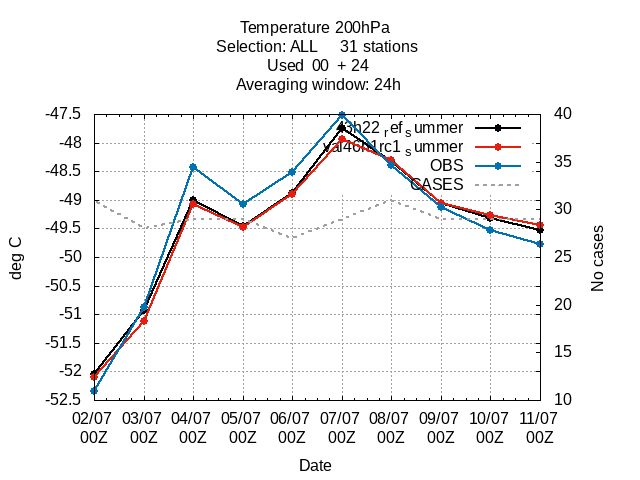 Temperature 200hPa
Selection: ALL 31 stations
Used 00 + 24
Averaging window: 24h
ref summer
summer
OBS
CASES
-47.5
-48
-48.5
-49
-49.5
-50
-50.5
-51
-51.5
-52
-52.5
deg C
40
35
30
25
20
15
10
No cases
02/07 03/07 04/07 05/07 06/07 07/07 08/07 09/07 10/07 11/07
00Z 00Z 00Z 00Z 00Z 00Z 00Z 00Z 00Z 00Z
Date